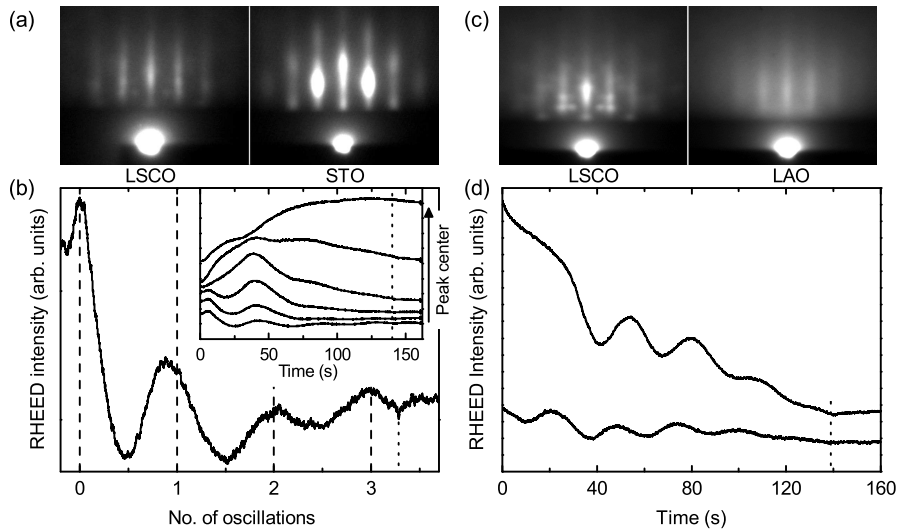 (a)
(c)
LSCO STO
LSCO LAO
(b)
(d)
RHEED intensity (arb. units)
Peak center
0 50 100 150
Time (s)
0 1 2 3
No. of oscillations
RHEED Intensity (arb. units)
0 40 80 120 160
Time (s)